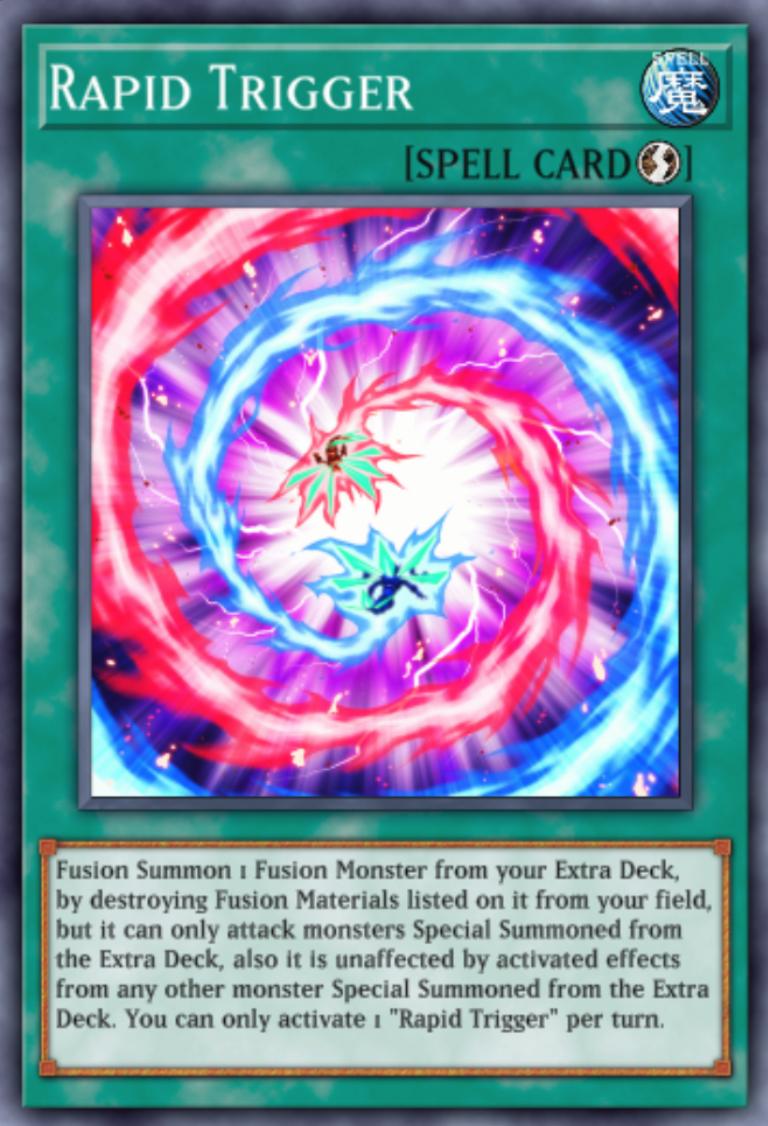 RAPID TRIGGER
SPELL
魔
[SPELL CARD]
Fusion Summon 1 Fusion Monster from your Extra Deck,
by destroying Fusion Materials listed on it from your field,
but it can only attack monsters Special Summoned from
the Extra Deck, also it is unaffected by activated effects
from any other monster Special Summoned from the Extra
Deck. You can only activate 1 "Rapid Trigger" per turn.